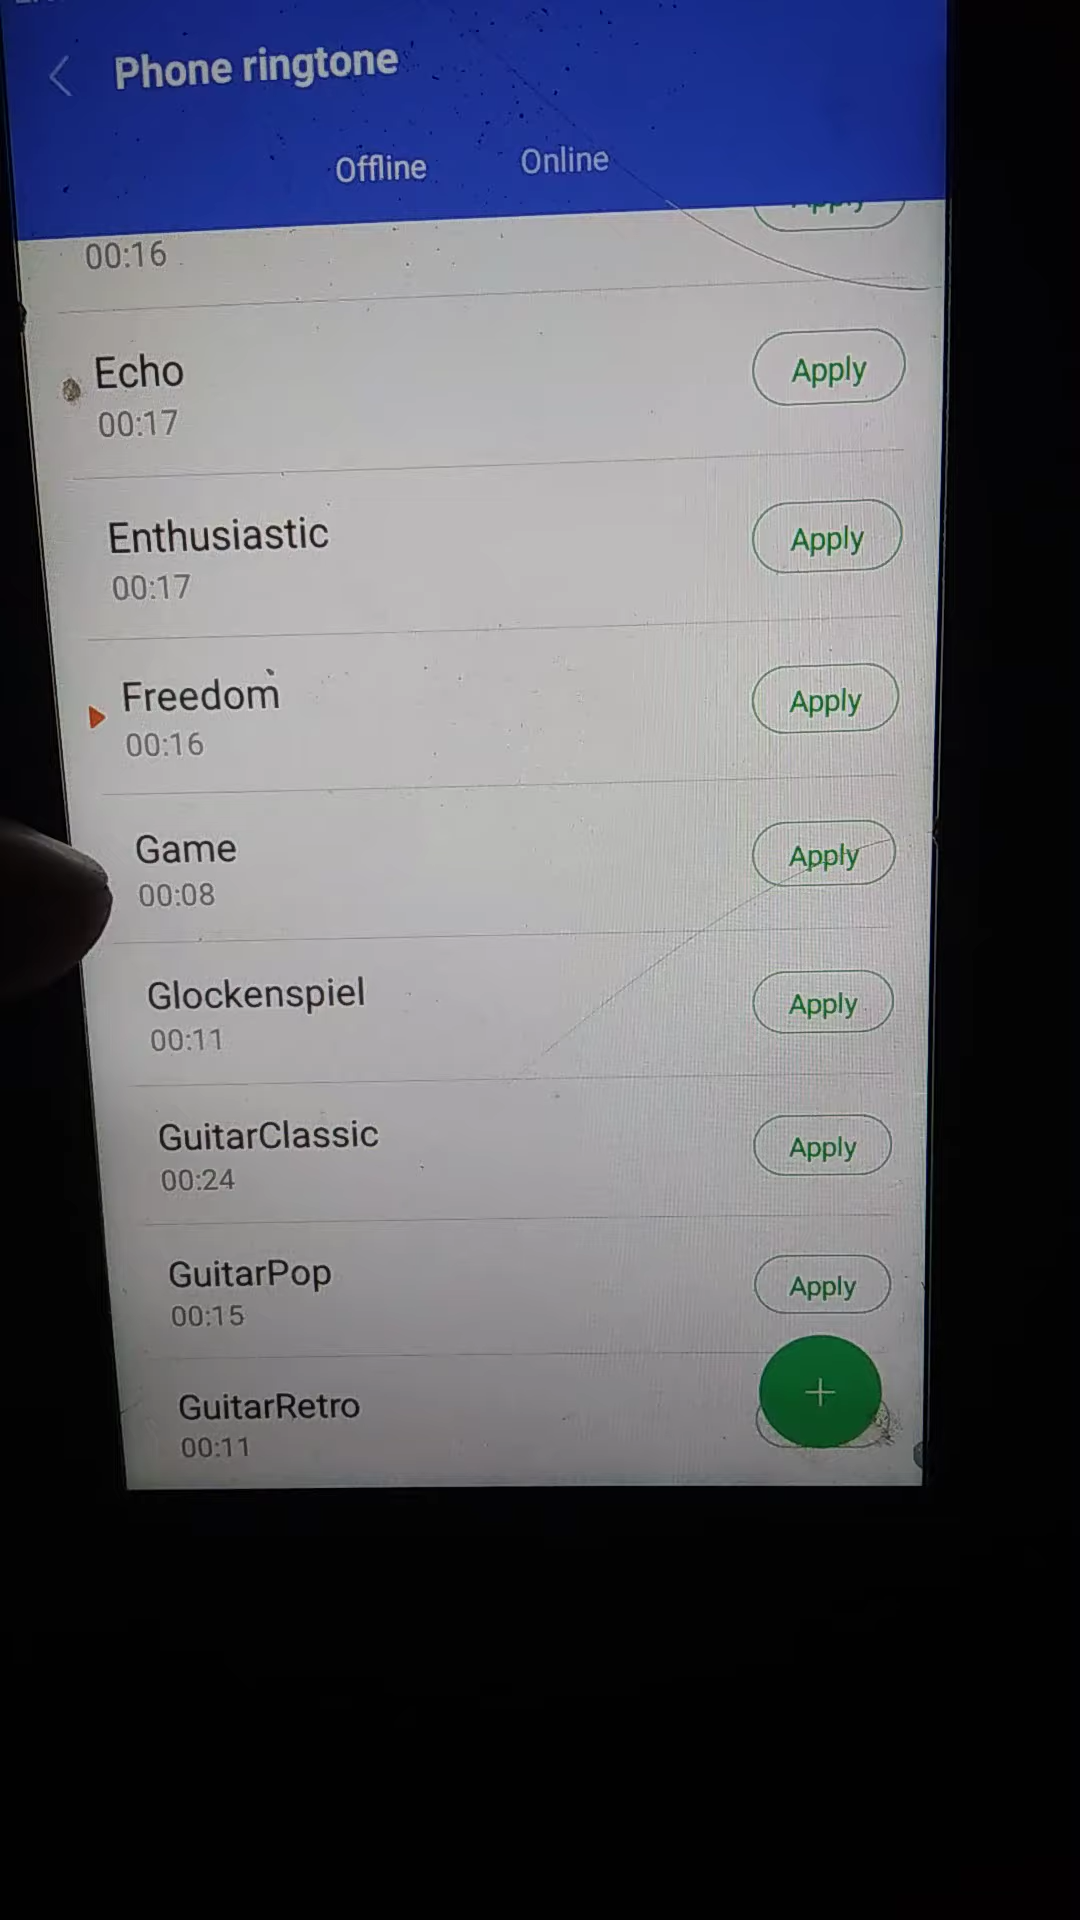 Phone ringtone
Offline
Online
Apply
00:16
Echo
Apply
00:17
Enthusiastic
Apply
00:17
Freedom
Apply
00:16
Game
Apply
00:08
Glockenspiel
Apply
00:11
GuitarClassic
Apply
00:24
GuitarPop
Apply
00:15
+
GuitarRetro
00:11